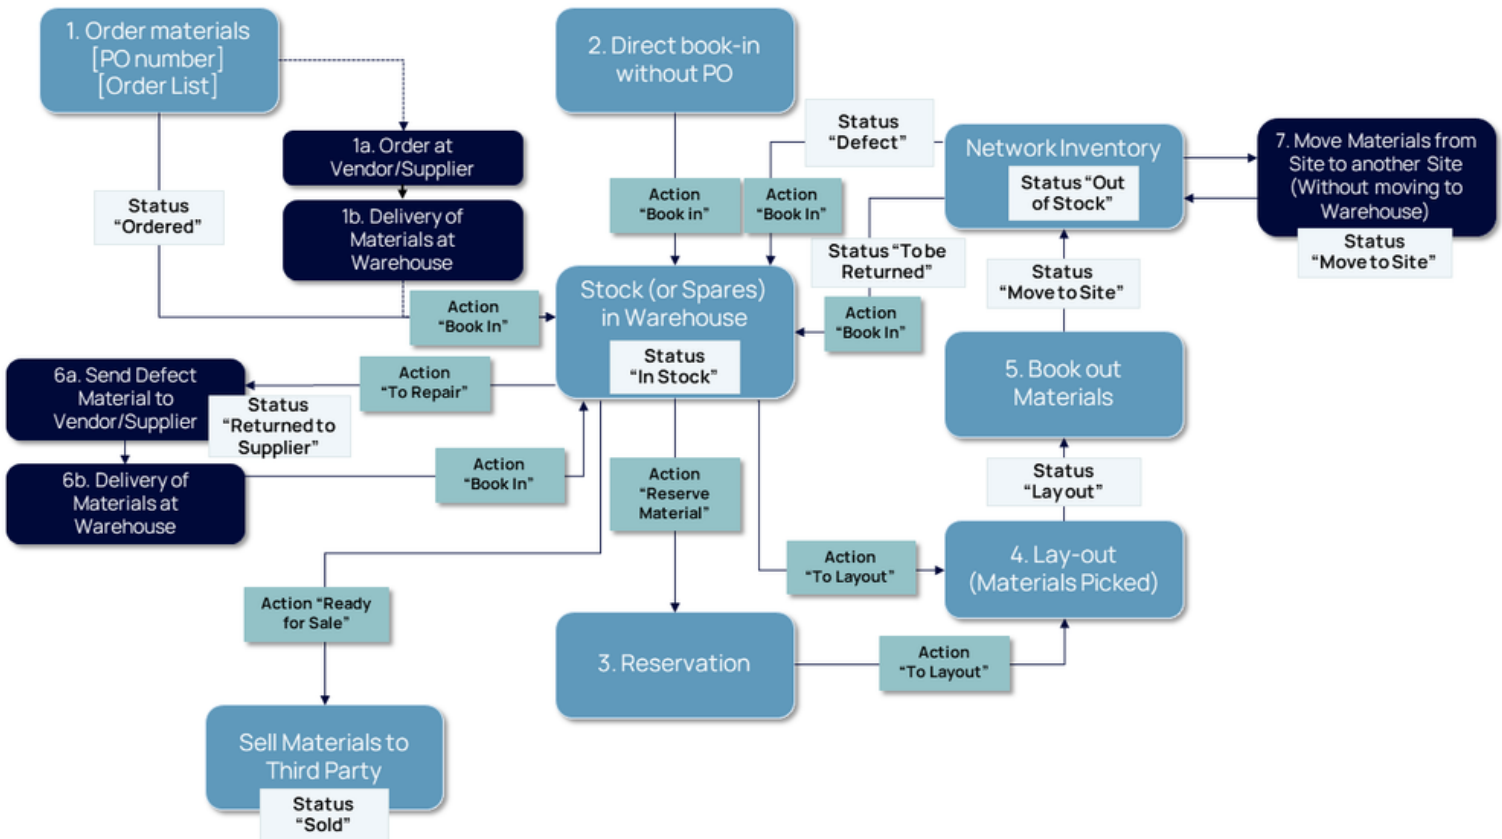 1. Order materials
[PO number]
[Order List]
2. Direct book-in
without PO
1a. Order at
Vendor/Supplier
1b. Delivery of
Materials at
Warehouse
Status
“Ordered”
Action
“Book in”
Action
“Book In”
Status
“Defect”
Network Inventory
Status “Out
of Stock”
7. Move Materials from
Site to another Site
(Without moving to
Warehouse)
Status
“Move to Site”
Status “To be
Returned”
Action
“Book In”
Status
“Move to Site”
Action
“Book In”
Stock (or Spares)
in Warehouse
Status
“In Stock”
5. Book out
Materials
6a. Send Defect
Material to
Vendor/Supplier
Status
“Returned to
Supplier”
Action
“To Repair”
6b. Delivery of
Materials at
Warehouse
Action
“Book In”
Action
“Reserve
Material”
Status
“Lay out”
Action
“To Layout”
4. Lay-out
(Materials Picked)
Action “Ready
for Sale”
3. Reservation
Action
“To Layout”
Sell Materials to
Third Party
Status
“Sold”